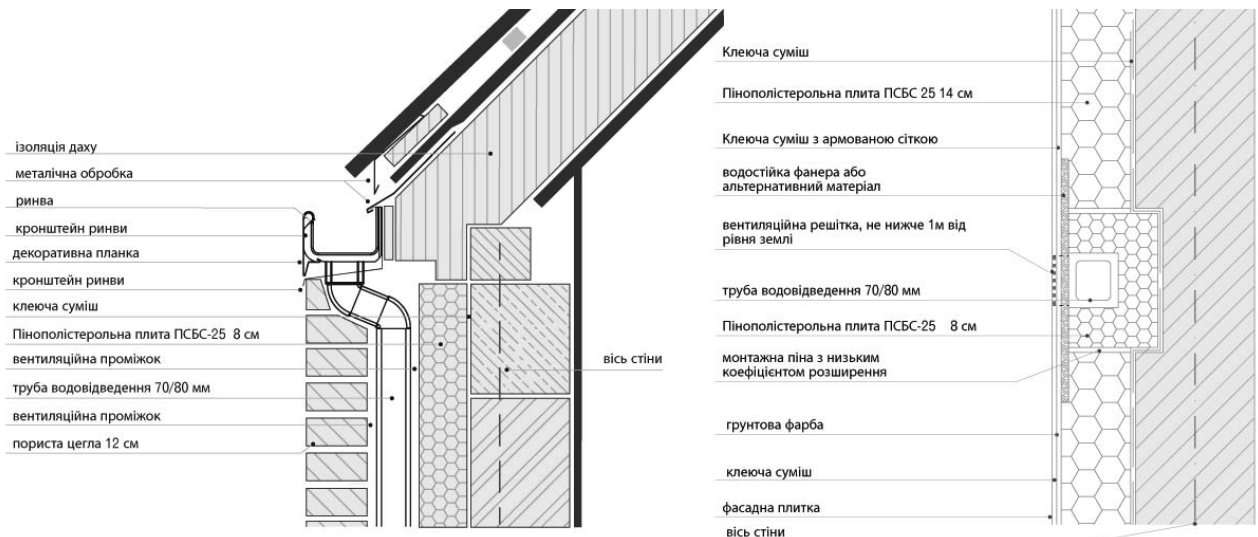 ізоляція даху
металічна обробка
ринва
кронштейн ринви
декоративна планка
кронштейн ринви
клеюча суміш
Пінополістерольна плита ПСБС-25 8 см
вентиляційна проміжок
труба водовідведення 70/80 мм
вентиляційна проміжок
пориста цегла 12 см
вісь стіни
Клеюча суміш
Пінополістерольна плита ПСБС 25 14 см
Клеюча суміш з армованою сіткою
водостійка фанера або
альтернативний матеріал
вентиляційна решітка, не нижче 1м від
рівня землі
труба водовідведення 70/80 мм
Пінополістерольна плита ПСБС-25 8 см
монтажна піна з низьким
коефіцієнтом розширення
грунтова фарба
клеюча суміш
фасадна плитка
вісь стіни